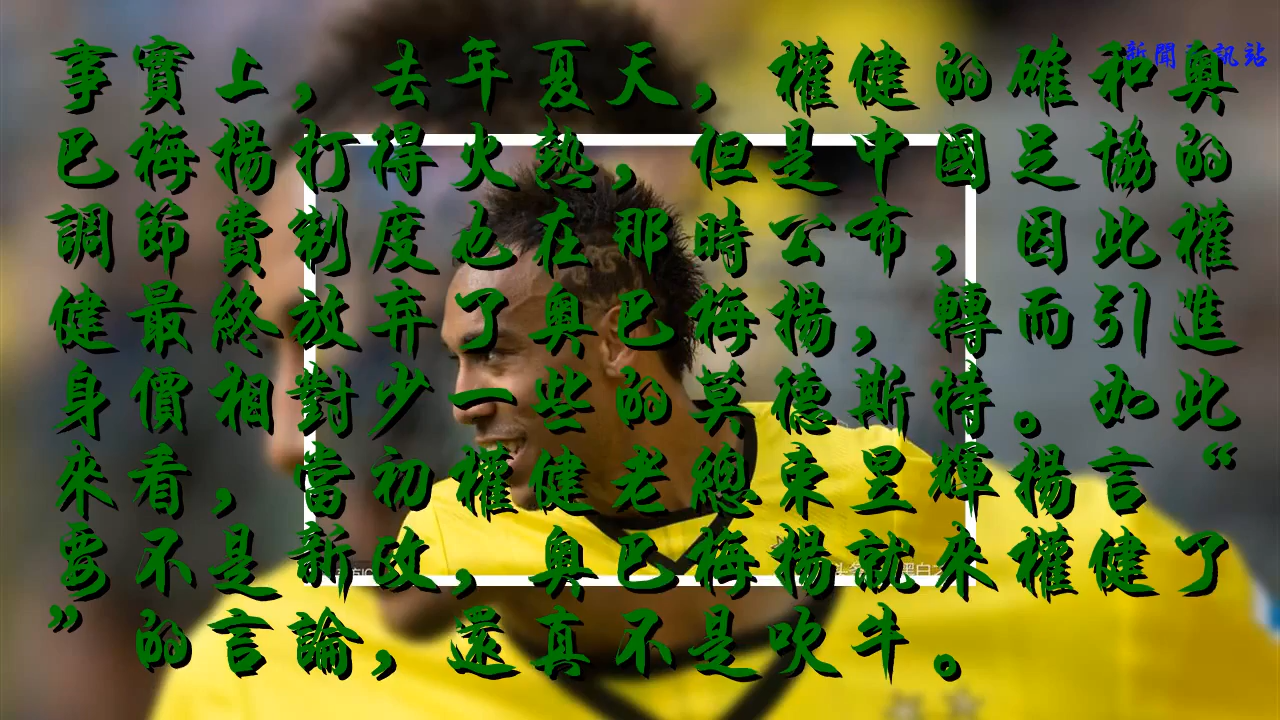 新聞資訊站
事實上，去年夏天，權健的確和奧
巴梅揚打得火熱，但是中國足協的
調節費制度也在那時公布，因此權
健最終放弃了奧巴梅揚，轉而引進
身價相對少一些的莫德斯特。如此
來看，當初權健老總束昱輝揚言“
要不是新政，奧巴梅揚就來權健了
”的言論，還真不是吹牛。